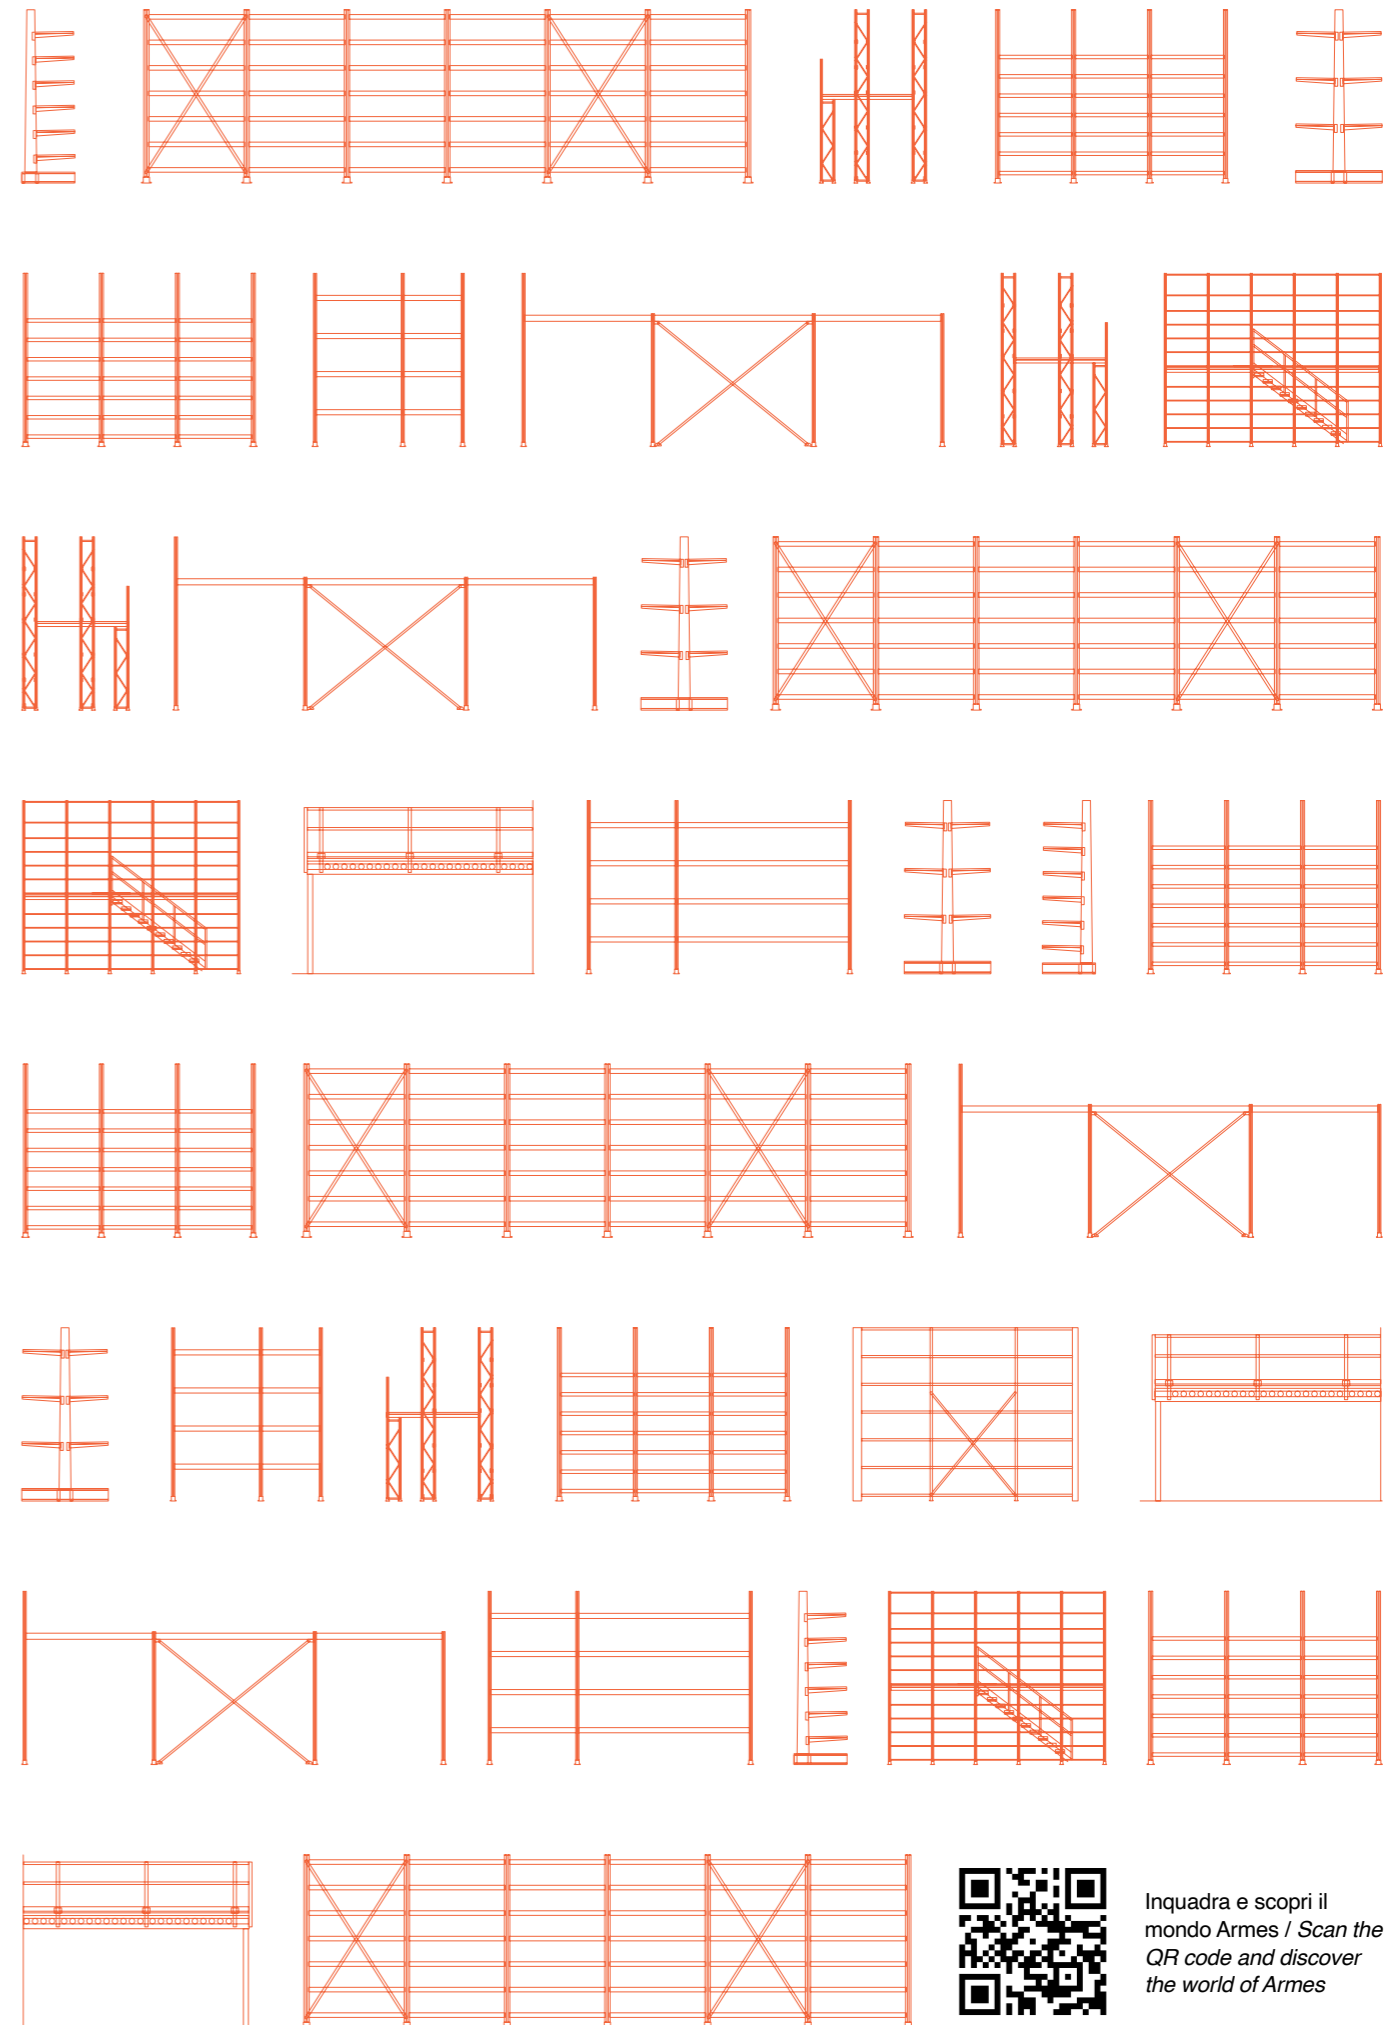 Inquadra e scopri il
mondo Armes / Scan the
QR code and discover
the world of Armes